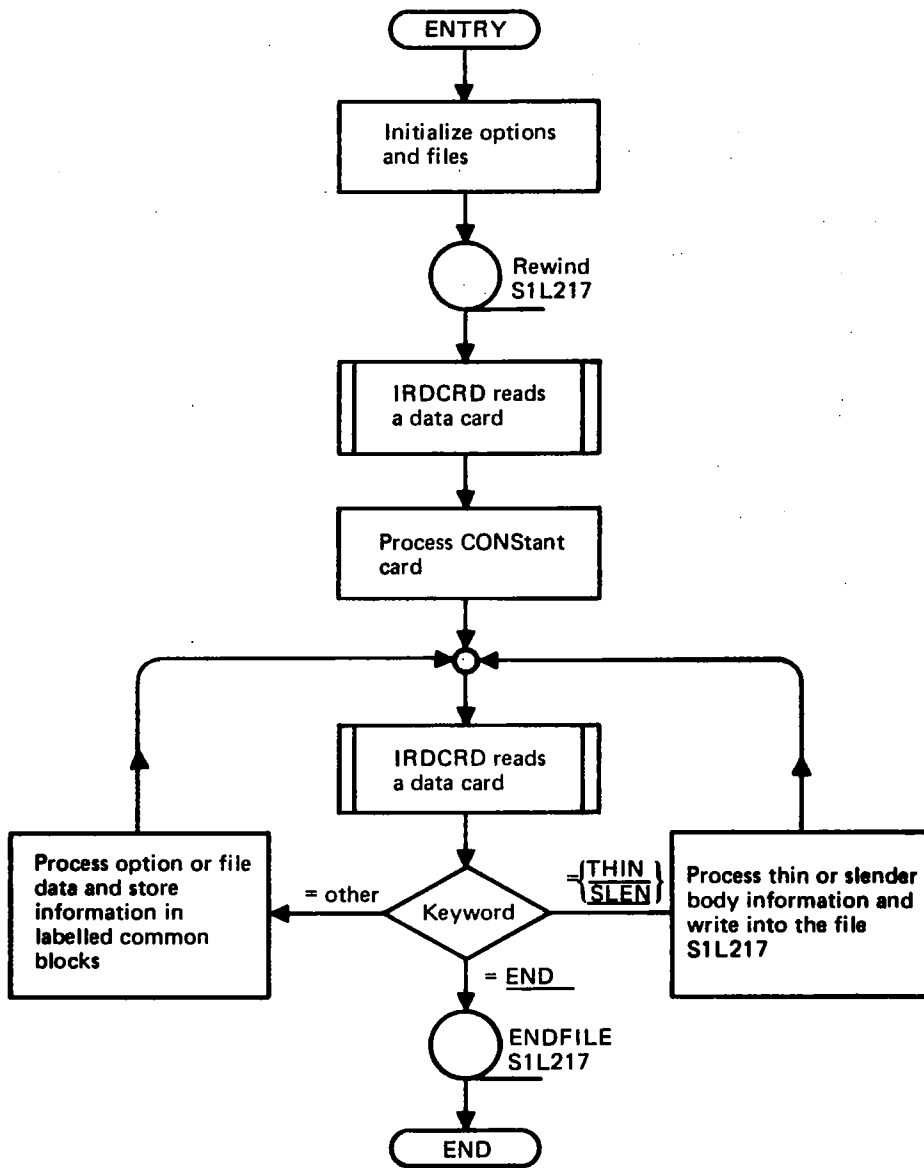 ENTRY
Initialize options
and files
Rewind
S1L217
IRDCRD reads
a data card
Process CONStant
card
IRDCRD reads
a data card
Process option or file
data and store
information in
labelled common
blocks
= other
Keyword
={THIN
SLEN}
Process thin or slender
body information and
write into the file
S1L217
= END
ENDFILE
S1L217
END